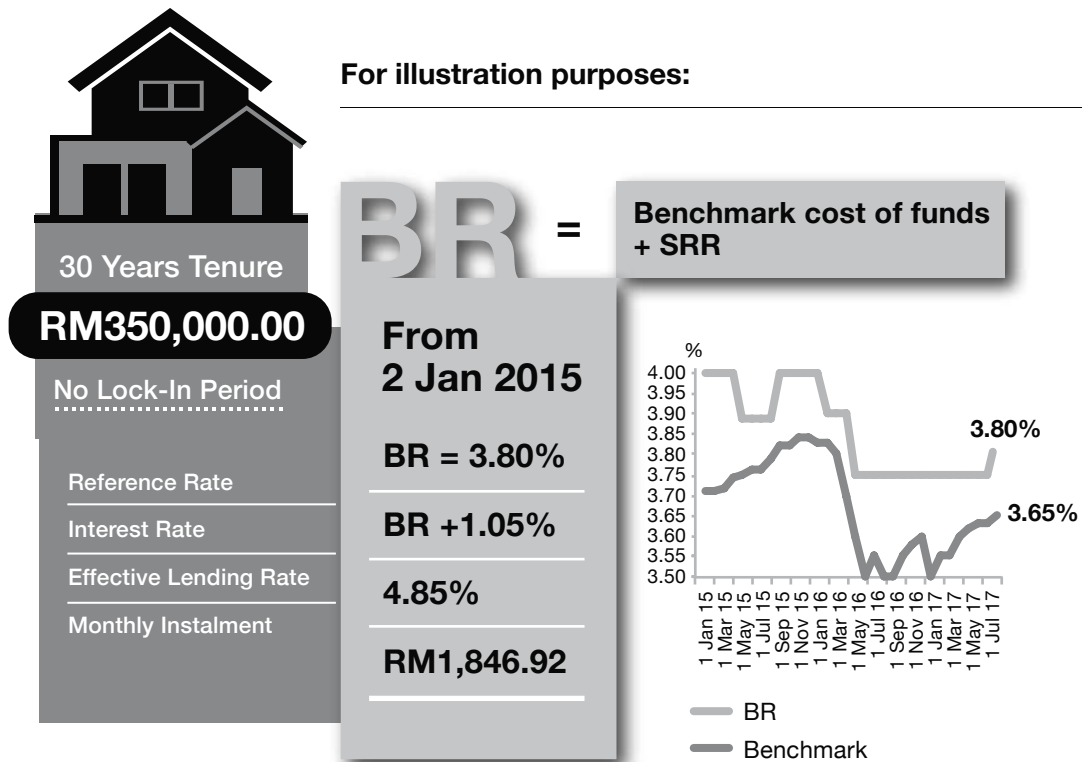 For illustration purposes:
BR = Benchmark cost of funds
+ SRR
30 Years Tenure
RM350,000.00
No Lock-In Period
From
2 Jan 2015
Reference Rate
BR = 3.80%
Interest Rate
BR +1.05%
Effective Lending Rate
4.85%
Monthly Instalment
RM1,846.92
%
4.00
3.95
3.90
3.85
3.80
3.75
3.70
3.65
3.60
3.55
3.50
3.80%
3.65%
1 Jan 15
1 Mar 15
1 May 15
1 Jul 15
1 Sep 15
1 Nov 15
1 Jan 16
1 Mar 16
1 May 16
1 Jul 16
1 Sep 16
1 Nov 16
1 Jan 17
1 Mar 17
1 May 17
1 Jul 17
BR
Benchmark